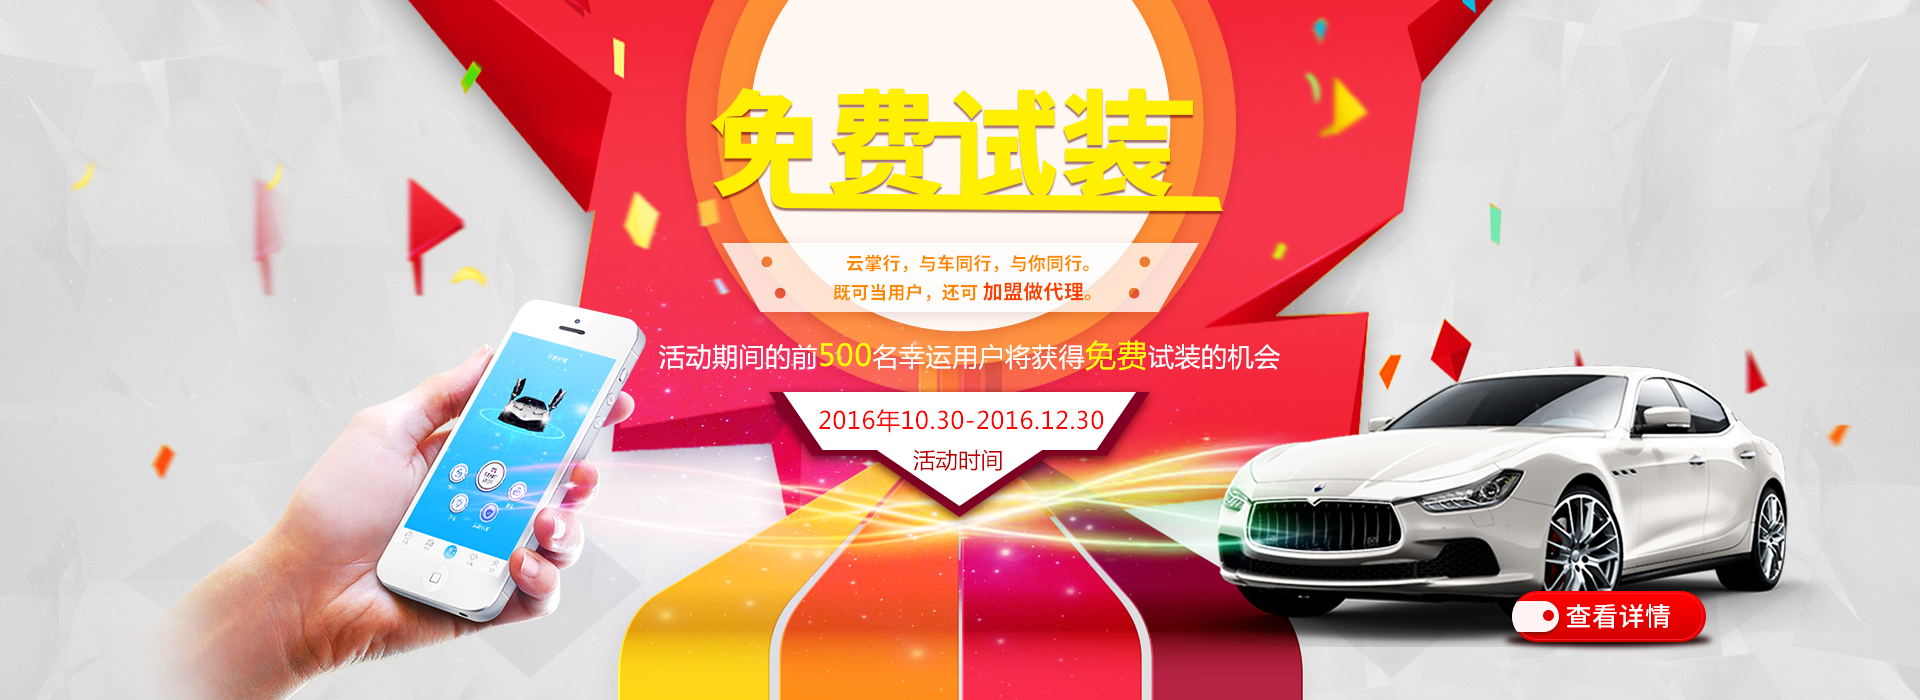 免费试装
云掌行，与车同行，与你同行。
既可当用户，还可 加盟做代理。
活动期间的前500名幸运用户将获得免费试装的机会
2016年10.30-2016.12.30
活动时间
查看详情